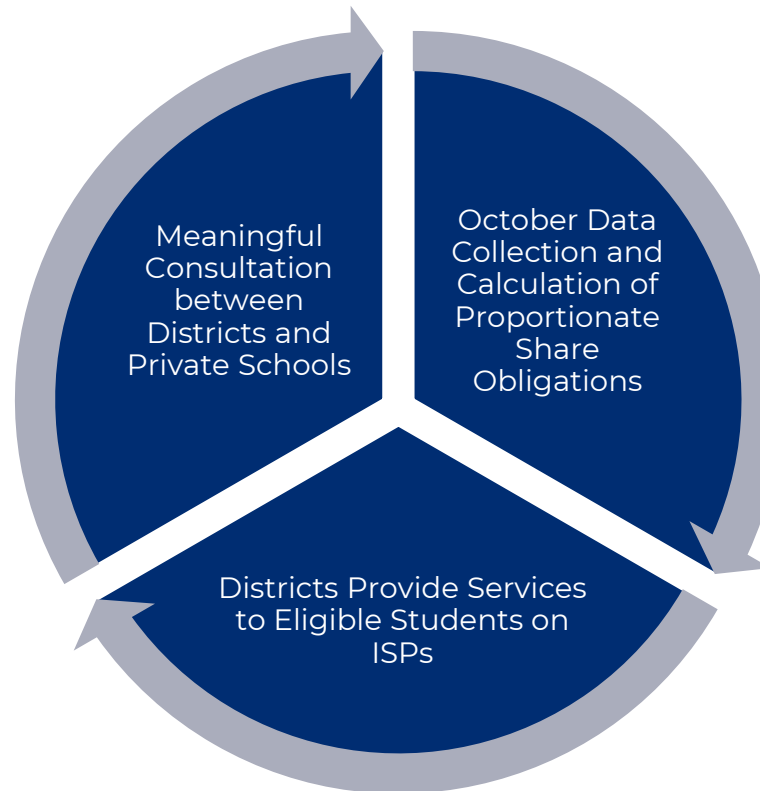 Meaningful
Consultation
between
Districts and
Private Schools
October Data
Collection and
Calculation of
Proportionate
Share
Obligations
Districts Provide Services
to Eligible Students on
ISPs